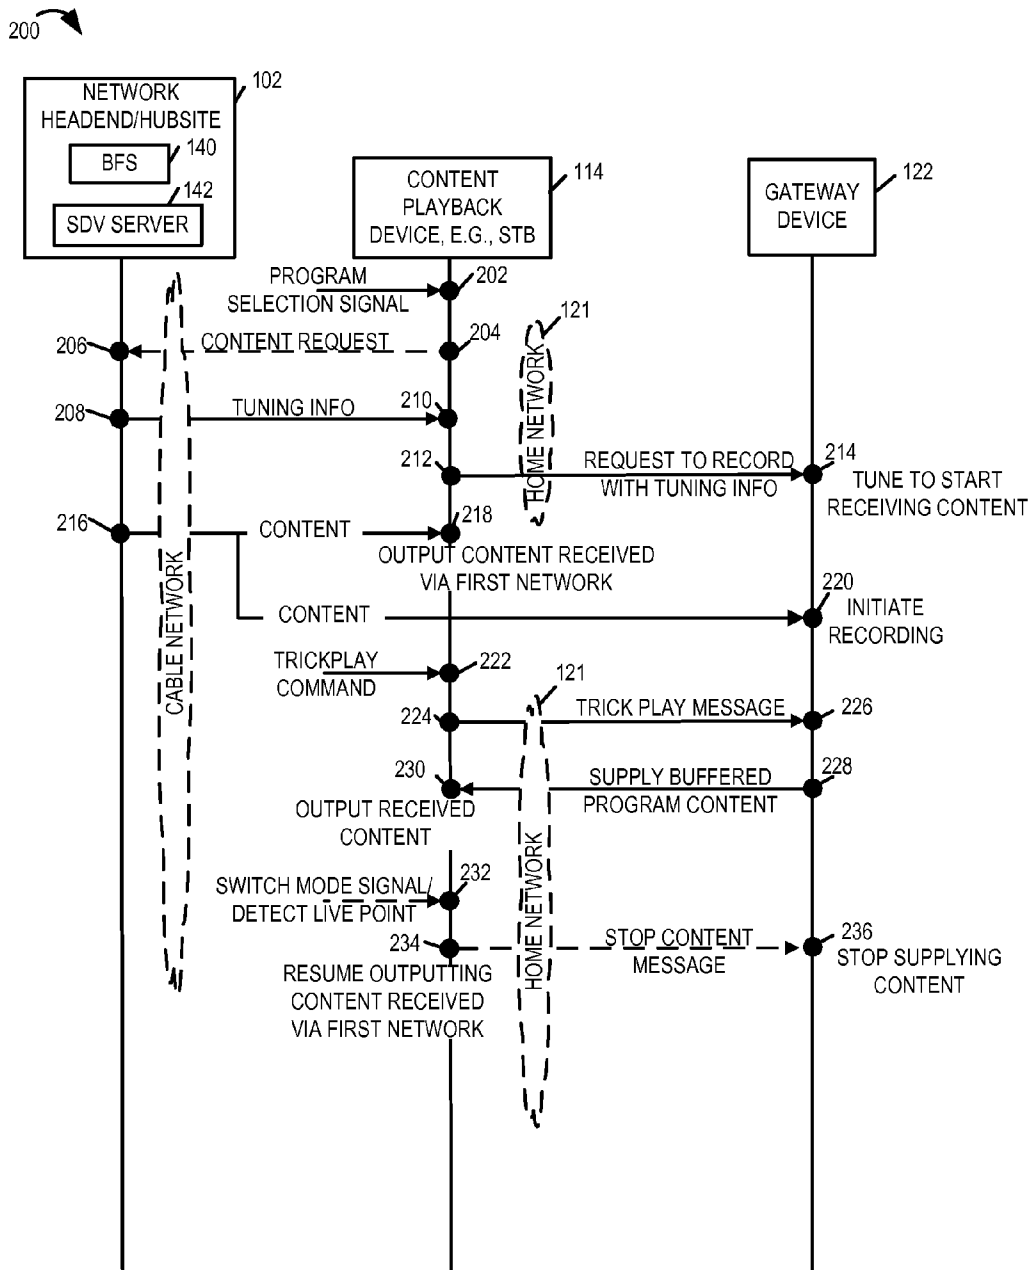 200
NETWORK
HEADEND/HUBSITE
102
BFS
140
142
SDV SERVER
CONTENT
PLAYBACK
DEVICE, E.G., STB
114
GATEWAY
DEVICE
122
PROGRAM
SELECTION SIGNAL
202
121
206
CONTENT REQUEST
204
HOME NETWORK
208
TUNING INFO
210
212
REQUEST TO RECORD
WITH TUNING INFO
214
TUNE TO START
RECEIVING CONTENT
216
CONTENT
218
OUTPUT CONTENT RECEIVED
VIA FIRST NETWORK
CABLE NETWORK
CONTENT
220
INITIATE
RECORDING
TRICKPLAY
COMMAND
222
121
224
TRICK PLAY MESSAGE
226
230
SUPPLY BUFFERED
PROGRAM CONTENT
228
OUTPUT RECEIVED
CONTENT
HOME NETWORK
SWITCH MODE SIGNAL/
DETECT LIVE POINT
232
234
STOP CONTENT
MESSAGE
236
STOP SUPPLYING
CONTENT
RESUME OUTPUTTING
CONTENT RECEIVED
VIA FIRST NETWORK